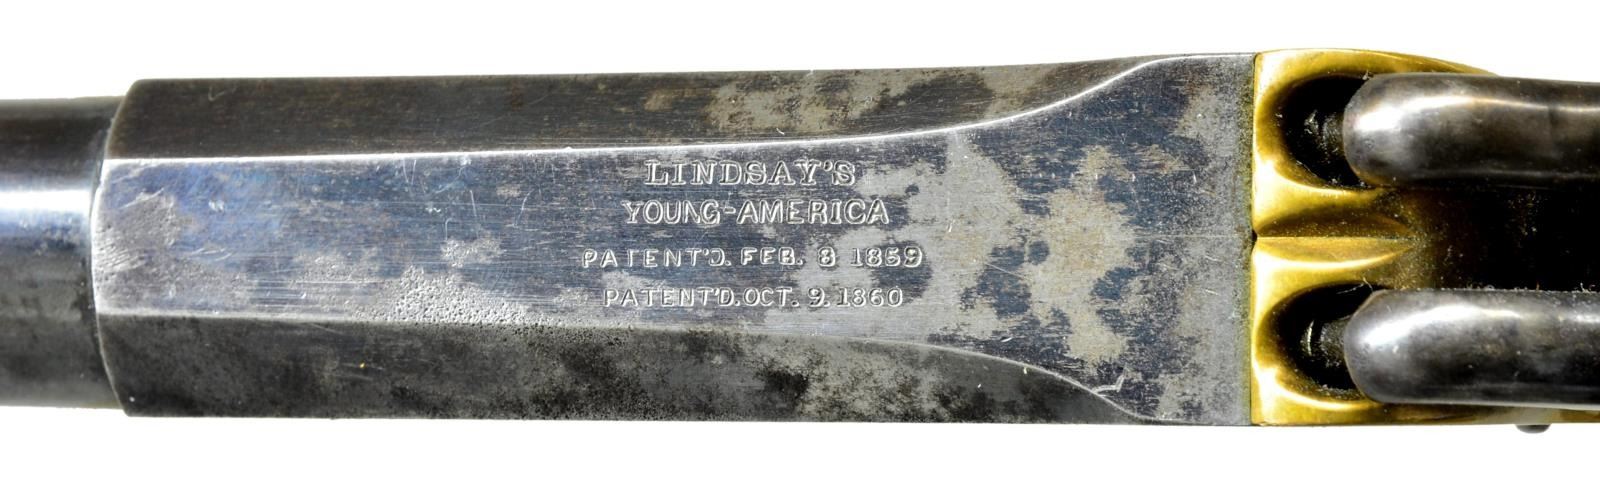 LINDSAY'S
YOUNG-AMERICA
PATENT'D. FEB. 8 1859
PATENT'D. OCT. 9. 1860